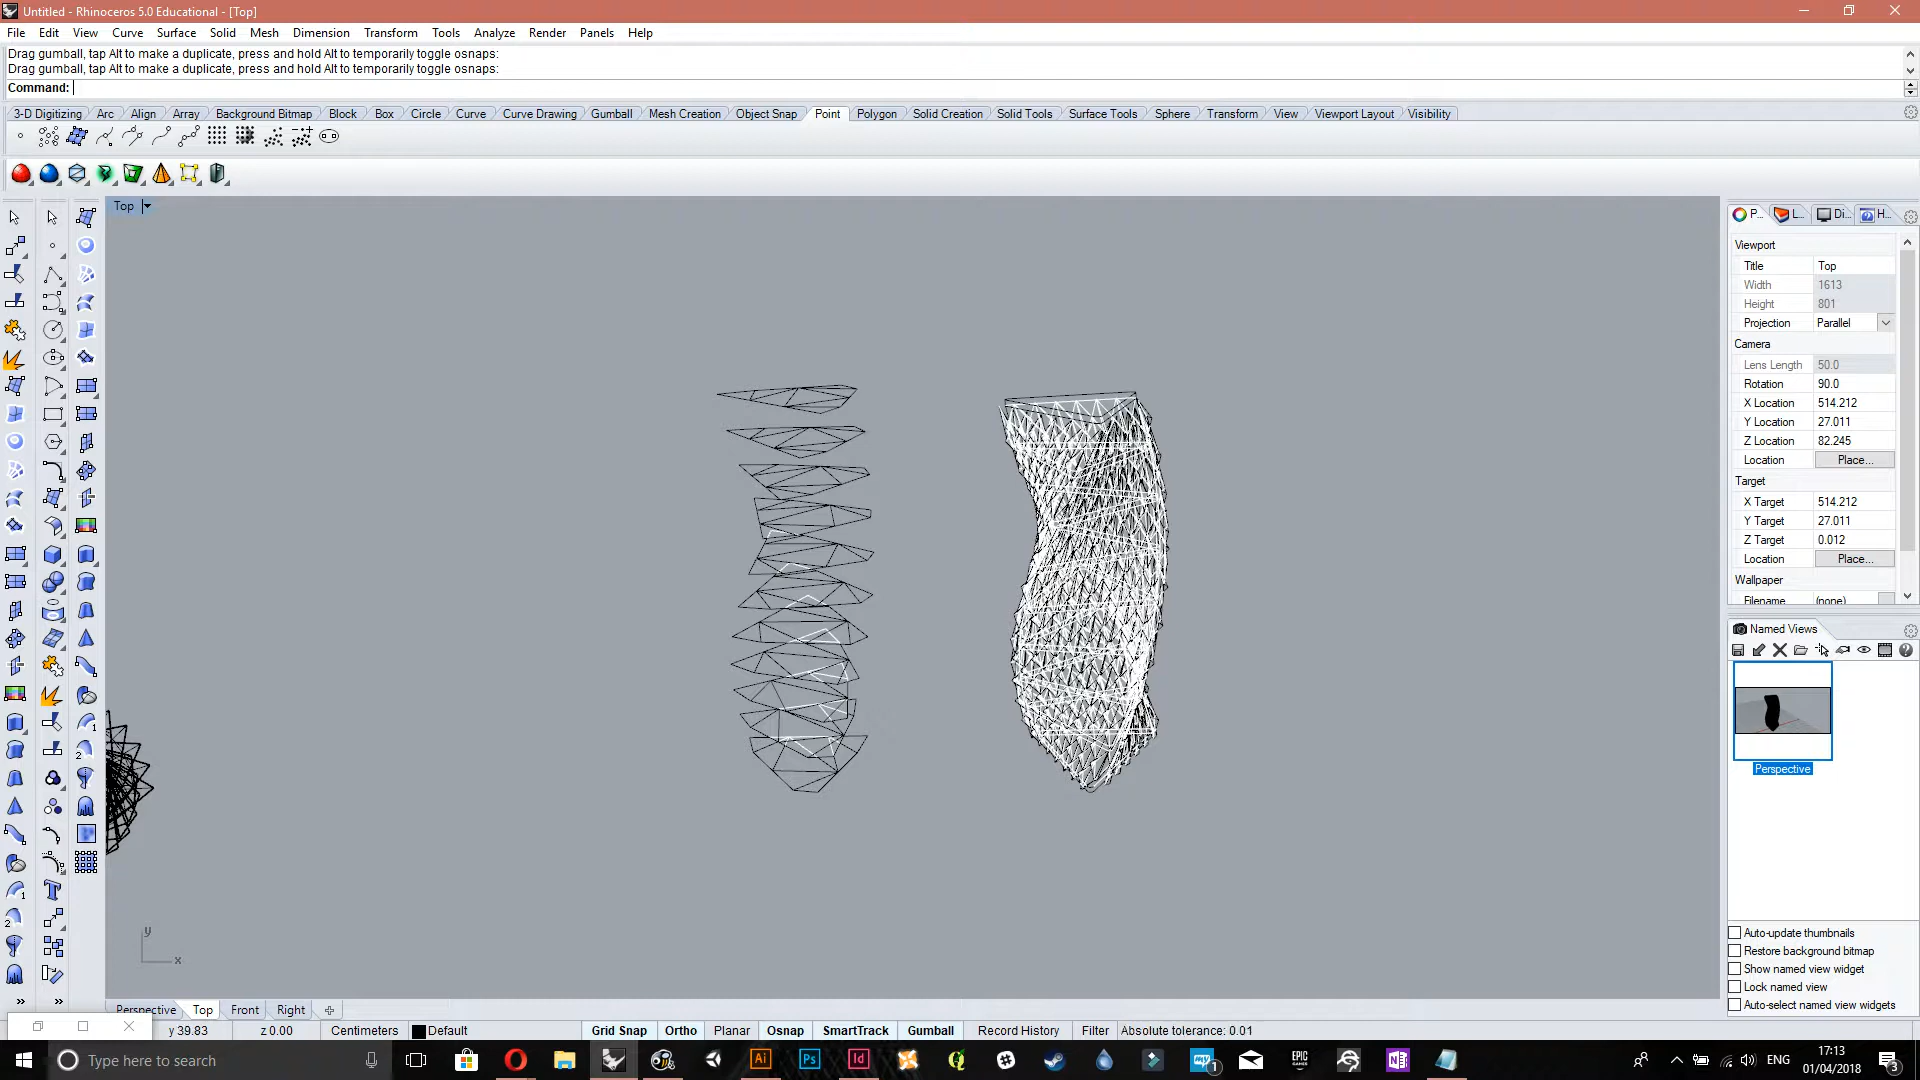 Untitled - Rhinoceros 5.0 Educational - [Top]
File Edit View Curve Surface Solid Mesh Dimension Transform Tools Analyze Render Panels Help
Drag gumball, tap Alt to make a duplicate, press and hold Alt to temporarily toggle osnaps:
Drag gumball, tap Alt to make a duplicate, press and hold Alt to temporarily toggle osnaps:
Command:
3-D Digitizing Arc Align Array Background Bitmap Block Box Circle Curve Curve Drawing Gumball Mesh Creation Object Snap Point Polygon Solid Creation Solid Tools Surface Tools Sphere Transform View Viewport Layout Visibility
Top
P... L... Di... H...
Viewport
Title Top
Width 1613
Height 801
Projection Parallel
Camera
Lens Length 50.0
Rotation 90.0
X Location 514.212
Y Location 27.011
Z Location 82.245
Location Place...
Target
X Target 514.212
Y Target 27.011
Z Target 0.012
Location Place...
Wallpaper
Filename (none)
Named Views
Perspective
Auto-update thumbnails
Restore background bitmap
Show named view widget
Lock named view
Auto-select named view widgets
y
x
Perspective Top Front Right
y 39.83 z 0.00 Centimeters Default Grid Snap Ortho Planar Osnap SmartTrack Gumball Record History Filter Absolute tolerance: 0.01
Type here to search
Ai Ps Id
my 1
EPIC GAMES
ENG
17:13
01/04/2018
3